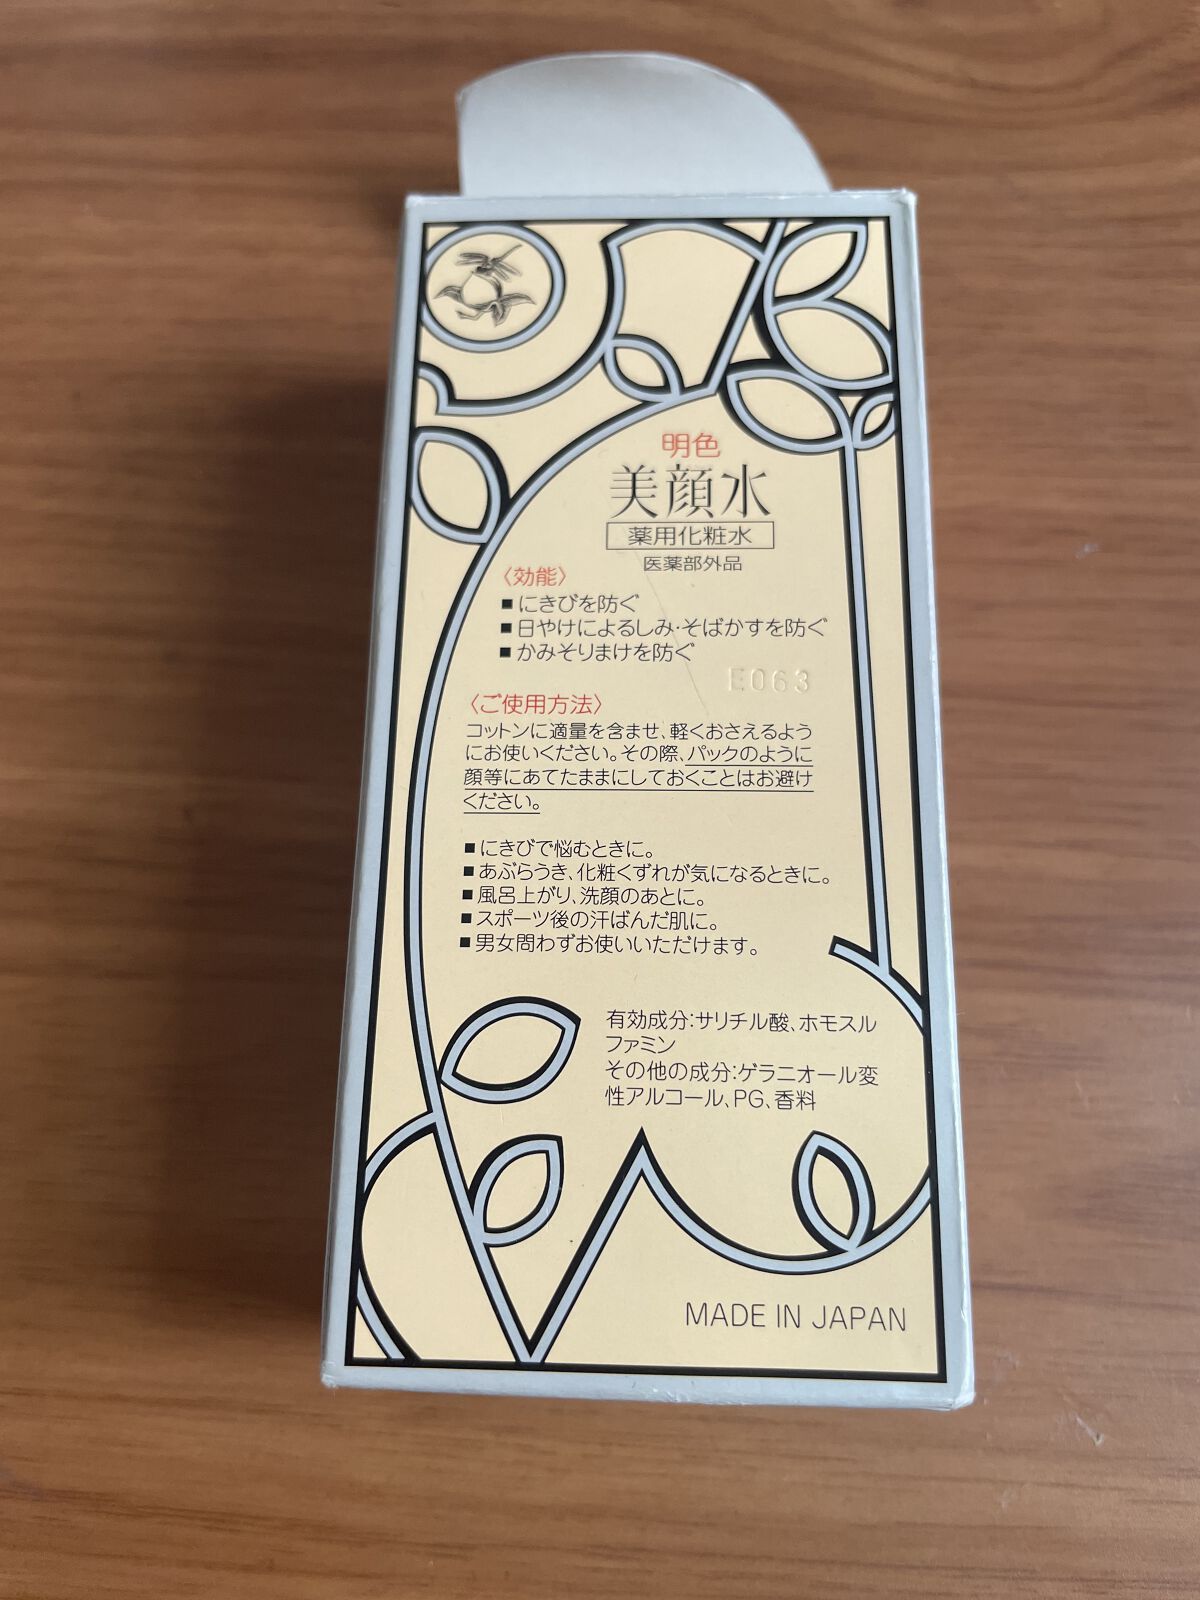 明色
美顔水
薬用化粧水
医薬部外品
〈効能〉
■にきびを防ぐ
■日やけによるしみ・そばかすを防ぐ
■かみそりまけを防ぐ
E063
〈ご使用方法〉
コットンに適量を含ませ、軽くおさえるよう
にお使いください。その際、パックのように
顔等にあてたままにしておくことはお避け
ください。
■にきびで悩むときに。
■あぶらうき、化粧くずれが気になるときに。
■風呂上がり、洗顔のあとに。
■スポーツ後の汗ばんだ肌に。
■男女問わずお使いいただけます。
有効成分:サリチル酸、ホモスル
ファミン
その他の成分:ゲラニオール変
性アルコール、PG、香料
MADE IN JAPAN